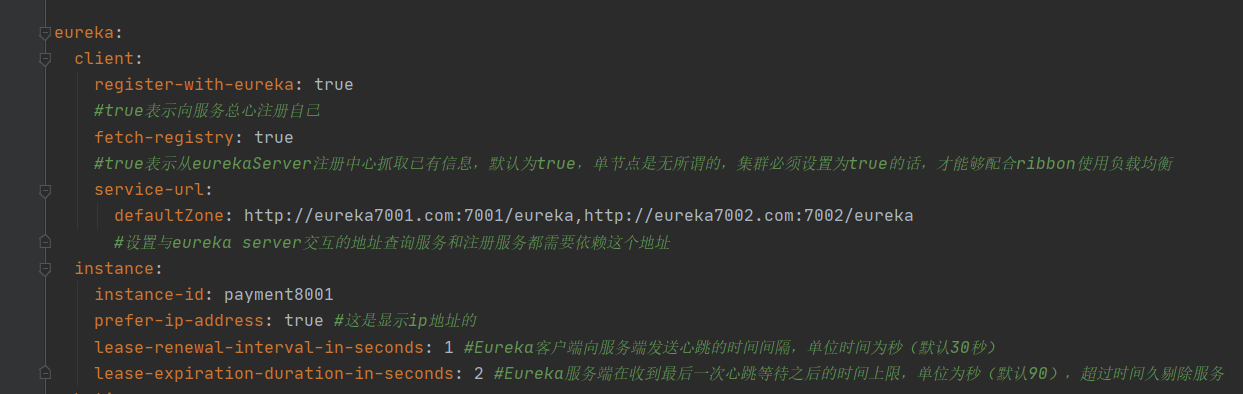 eureka:
client:
register-with-eureka: true
#true表示向服务总心注册自己
fetch-registry: true
#true表示从eurekaServer注册中心抓取已有信息，默认为true，单节点是无所谓的，集群必须设置为true的话，才能够配合ribbon使用负载均衡
service-url:
defaultZone: http://eureka7001.com:7001/eureka,http://eureka7002.com:7002/eureka
#设置与eureka server交互的地址查询服务和注册服务都需要依赖这个地址
instance:
instance-id: payment8001
prefer-ip-address: true #这是显示ip地址的
lease-renewal-interval-in-seconds: 1 #Eureka客户端向服务端发送心跳的时间间隔，单位时间为秒（默认30秒）
lease-expiration-duration-in-seconds: 2 #Eureka服务端在收到最后一次心跳等待之后的时间上限，单位为秒（默认90），超过时间久剔除服务